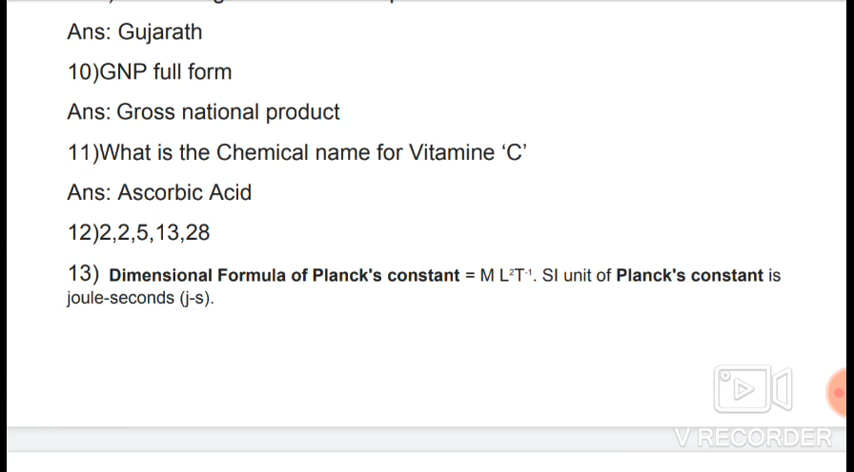 Ans: Gujarath
10)GNP full form
Ans: Gross national product
11)What is the Chemical name for Vitamine ‘C’
Ans: Ascorbic Acid
12)2,2,5,13,28
13) Dimensional Formula of Planck's constant = M L²T⁻¹. SI unit of Planck's constant is
joule-seconds (j-s).
V RECORDER